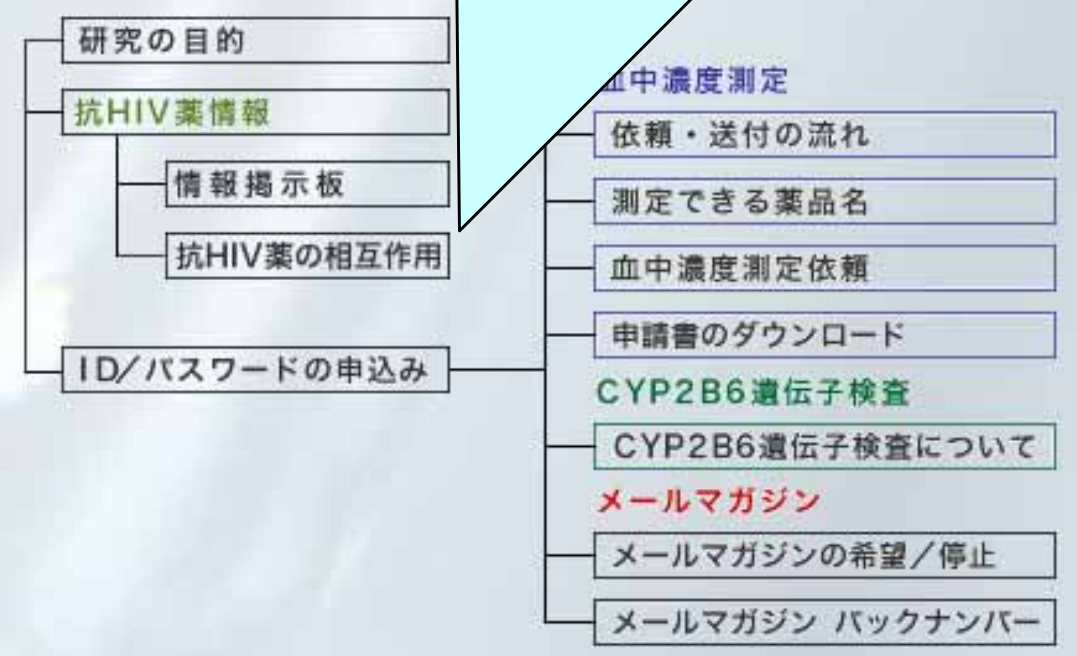 研究の目的
抗HIV薬情報
情報掲示板
抗HIV薬の相互作用
ID/パスワードの申込み
血中濃度測定
依頼・送付の流れ
測定できる薬品名
血中濃度測定依頼
申請書のダウンロード
CYP2B6遺伝子検査
CYP2B6遺伝子検査について
メールマガジン
メールマガジンの希望/停止
メールマガジン バックナンバー